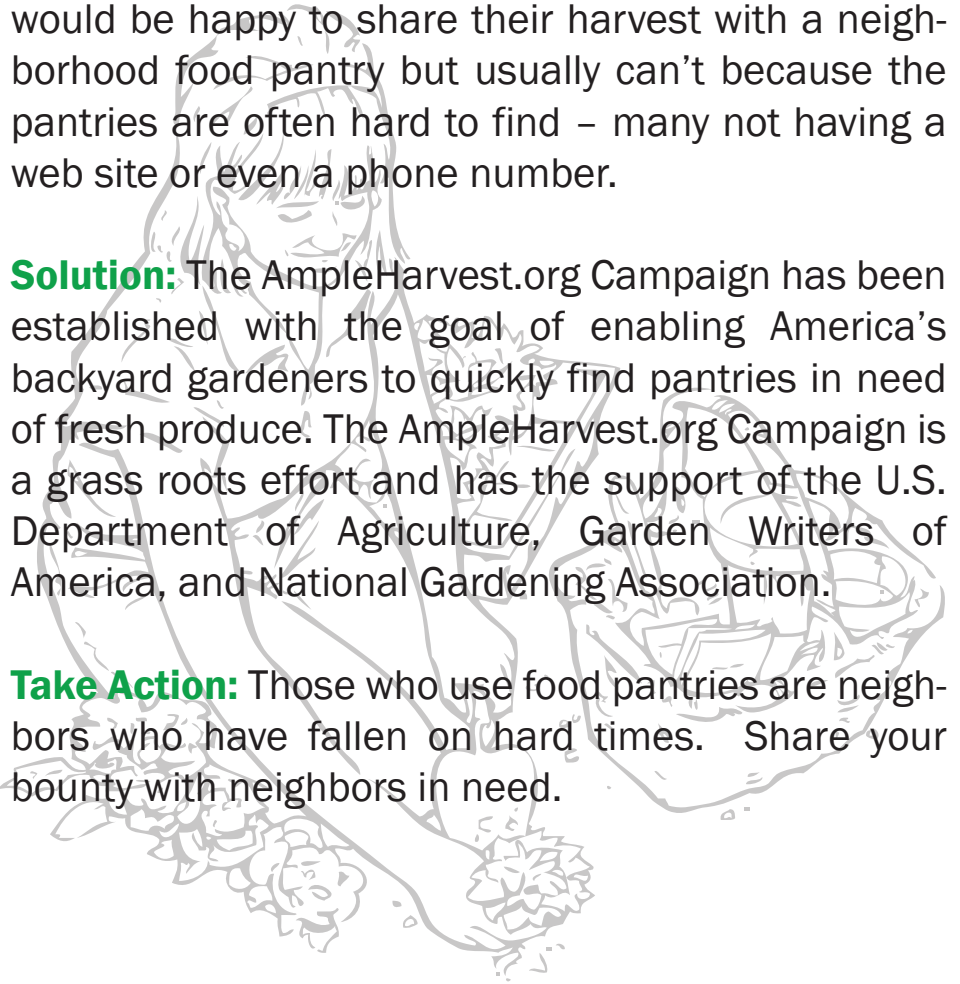 would be happy to share their harvest with a neigh-
borhood food pantry but usually can’t because the
pantries are often hard to find – many not having a
web site or even a phone number.
Solution: The AmpleHarvest.org Campaign has been
established with the goal of enabling America’s
backyard gardeners to quickly find pantries in need
of fresh produce. The AmpleHarvest.org Campaign is
a grass roots effort and has the support of the U.S.
Department of Agriculture, Garden Writers of
America, and National Gardening Association.
Take Action: Those who use food pantries are neigh-
bors who have fallen on hard times. Share your
bounty with neighbors in need.